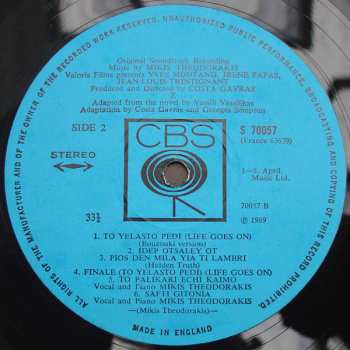 ALL RIGHTS OF THE MANUFACTURER AND OF THE OWNER OF THE RECORDED WORK RESERVED. UNAUTHORIZED PUBLIC PERFORMANCE, BROADCASTING AND COPYING OF THIS RECORD PROHIBITED.
Original Soundtrack Recording
Music by MIKIS THEODORAKIS
Valoria Films presents YVES MONTAND, IRENE PAPAS,
JEAN LOUIS TRINTIGNANT
Produced and Directed by COSTA GAVRAS
Z
Adapted from the novel by Vassili Vassilikos
Adaptation by Costa Gavras and Georges Semprun
SIDE 2
CBS
S 70057
(France 63639)
STEREO
1—5. April.
Music Ltd.
33⅓
70057 B
℗ 1969
1. TO YELASTO PEDI (LIFE GOES ON)
(Bouzouki version)
2. IDEP OTSALEY OT
3. PIOS DEN MILA YIA TI LAMBRI
(Hidden Truth)
4. FINALE (TO YELASTO PEDI) (LIFE GOES ON)
5. TO PALIKARI ECHI KAIMO
Vocal and Piano MIKIS THEODORAKIS
6. SAFTI GITONIA
Vocal and Piano MIKIS THEODORAKIS
—(Mikis Theodorakis)—
MADE IN ENGLAND